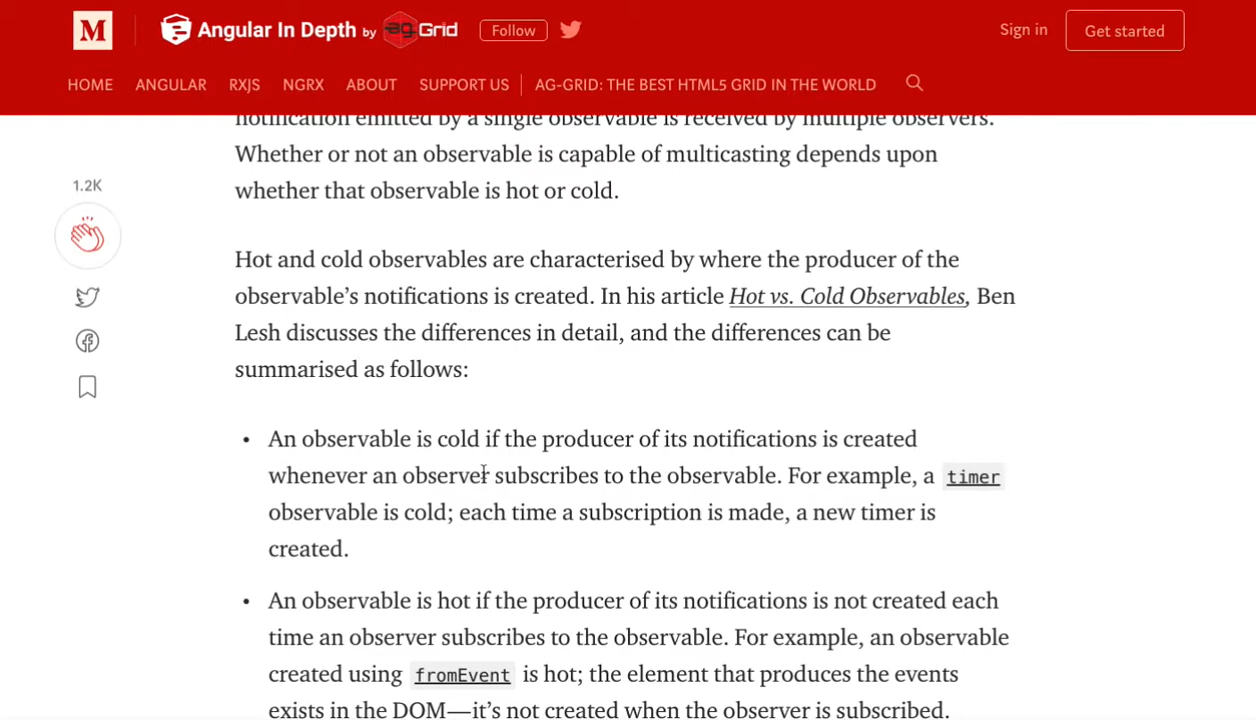 M Angular In Depth by ag-Grid Follow Sign in Get started
HOME ANGULAR RXJS NGRX ABOUT SUPPORT US AG-GRID: THE BEST HTML5 GRID IN THE WORLD
notification emitted by a single observable is received by multiple observers.
Whether or not an observable is capable of multicasting depends upon
whether that observable is hot or cold.
1.2K
Hot and cold observables are characterised by where the producer of the
observable’s notifications is created. In his article Hot vs. Cold Observables, Ben
Lesh discusses the differences in detail, and the differences can be
summarised as follows:
• An observable is cold if the producer of its notifications is created
whenever an observer subscribes to the observable. For example, a timer
observable is cold; each time a subscription is made, a new timer is
created.
• An observable is hot if the producer of its notifications is not created each
time an observer subscribes to the observable. For example, an observable
created using fromEvent is hot; the element that produces the events
exists in the DOM—it’s not created when the observer is subscribed.